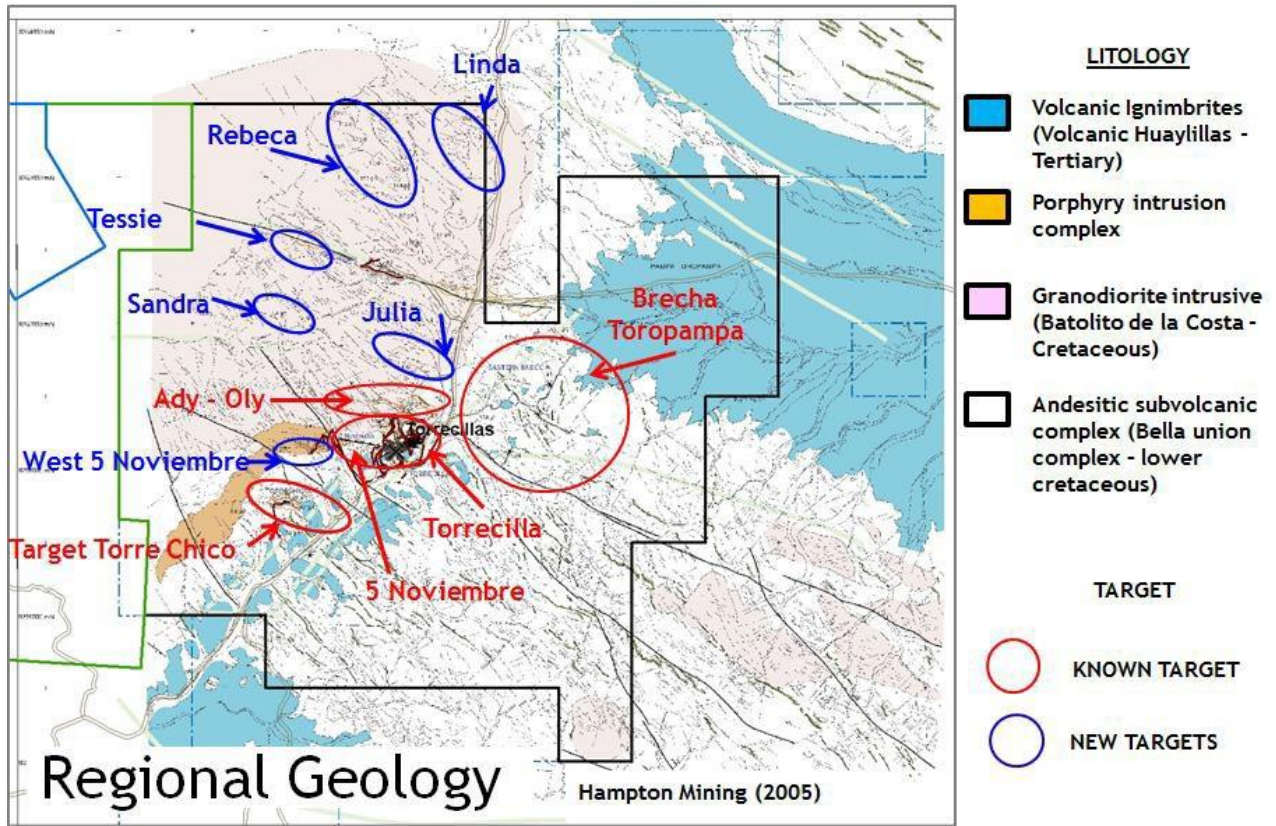 Linda
Rebeca
Tessie
Sandra
Julia
Brecha
Toropampa
EASTERN BRECCIA
Ady - Oly
Torrecillas
West 5 Noviembre
Torrecilla
Target Torre Chico
5 Noviembre
Regional Geology
Hampton Mining (2005)
LITOLOGY
Volcanic Ignimbrites
(Volcanic Huaylillas -
Tertiary)
Porphyry intrusion
complex
Granodiorite intrusive
(Batolito de la Costa -
Cretaceous)
Andesitic subvolcanic
complex (Bella union
complex - lower
cretaceous)
TARGET
KNOWN TARGET
NEW TARGETS